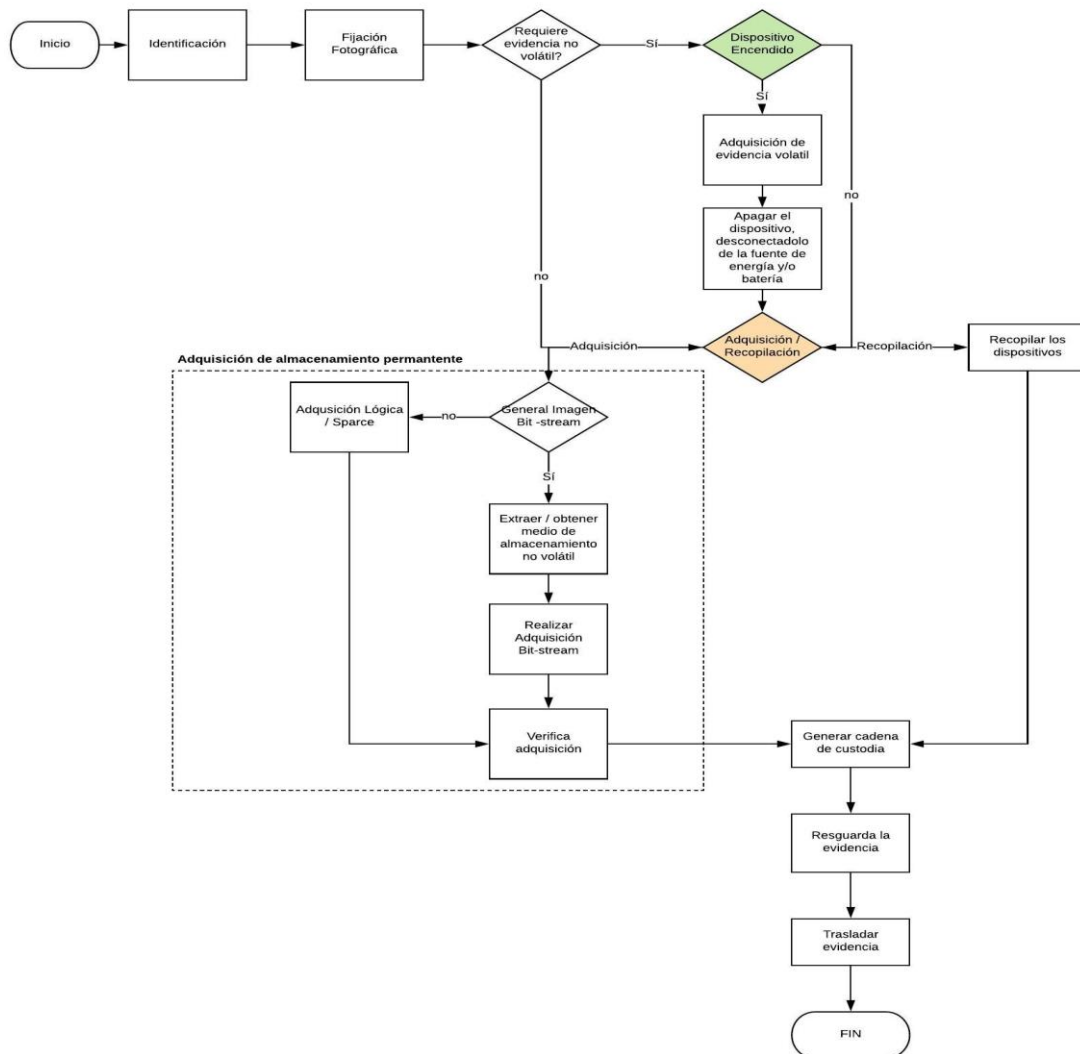 Inicio
Identificación
Fijación
Fotográfica
Requiere
evidencia no
volátil?
Sí
Dispositivo
Encendido
Sí
no
Adquisición de
evidencia volatil
Apagar el
dispositivo,
desconectadolo
de la fuente de
energía y/o
batería
no
Adquisición
Adquisición /
Recopilación
Recopilación
Recopilar los
dispositivos
Adquisición de almacenamiento permantente
Adqusición Lógica
/ Sparce
no
General Imagen
Bit -stream
Sí
Extraer / obtener
medio de
almacenamiento
no volátil
Realizar
Adquisición
Bit-stream
Verifica
adquisición
Generar cadena
de custodia
Resguarda la
evidencia
Trasladar
evidencia
FIN